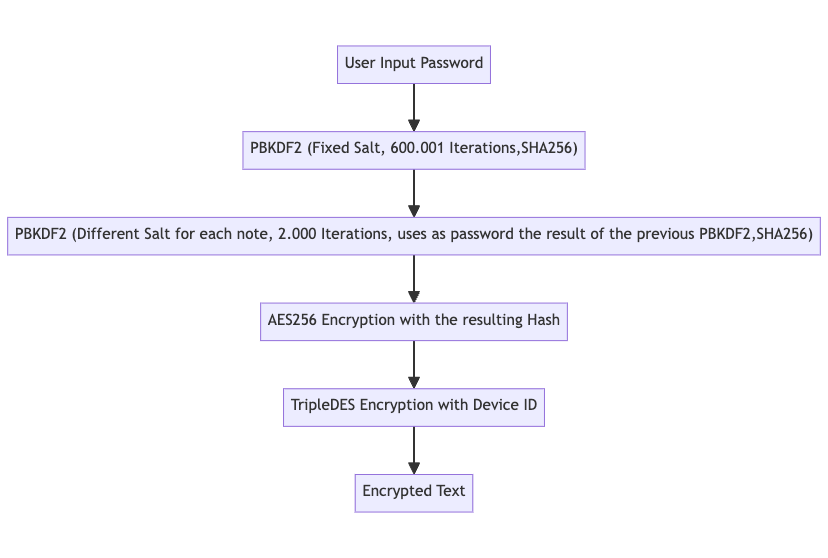 User Input Password
PBKDF2 (Fixed Salt, 600.001 Iterations,SHA256)
PBKDF2 (Different Salt for each note, 2.000 Iterations, uses as password the result of the previous PBKDF2,SHA256)
AES256 Encryption with the resulting Hash
TripleDES Encryption with Device ID
Encrypted Text